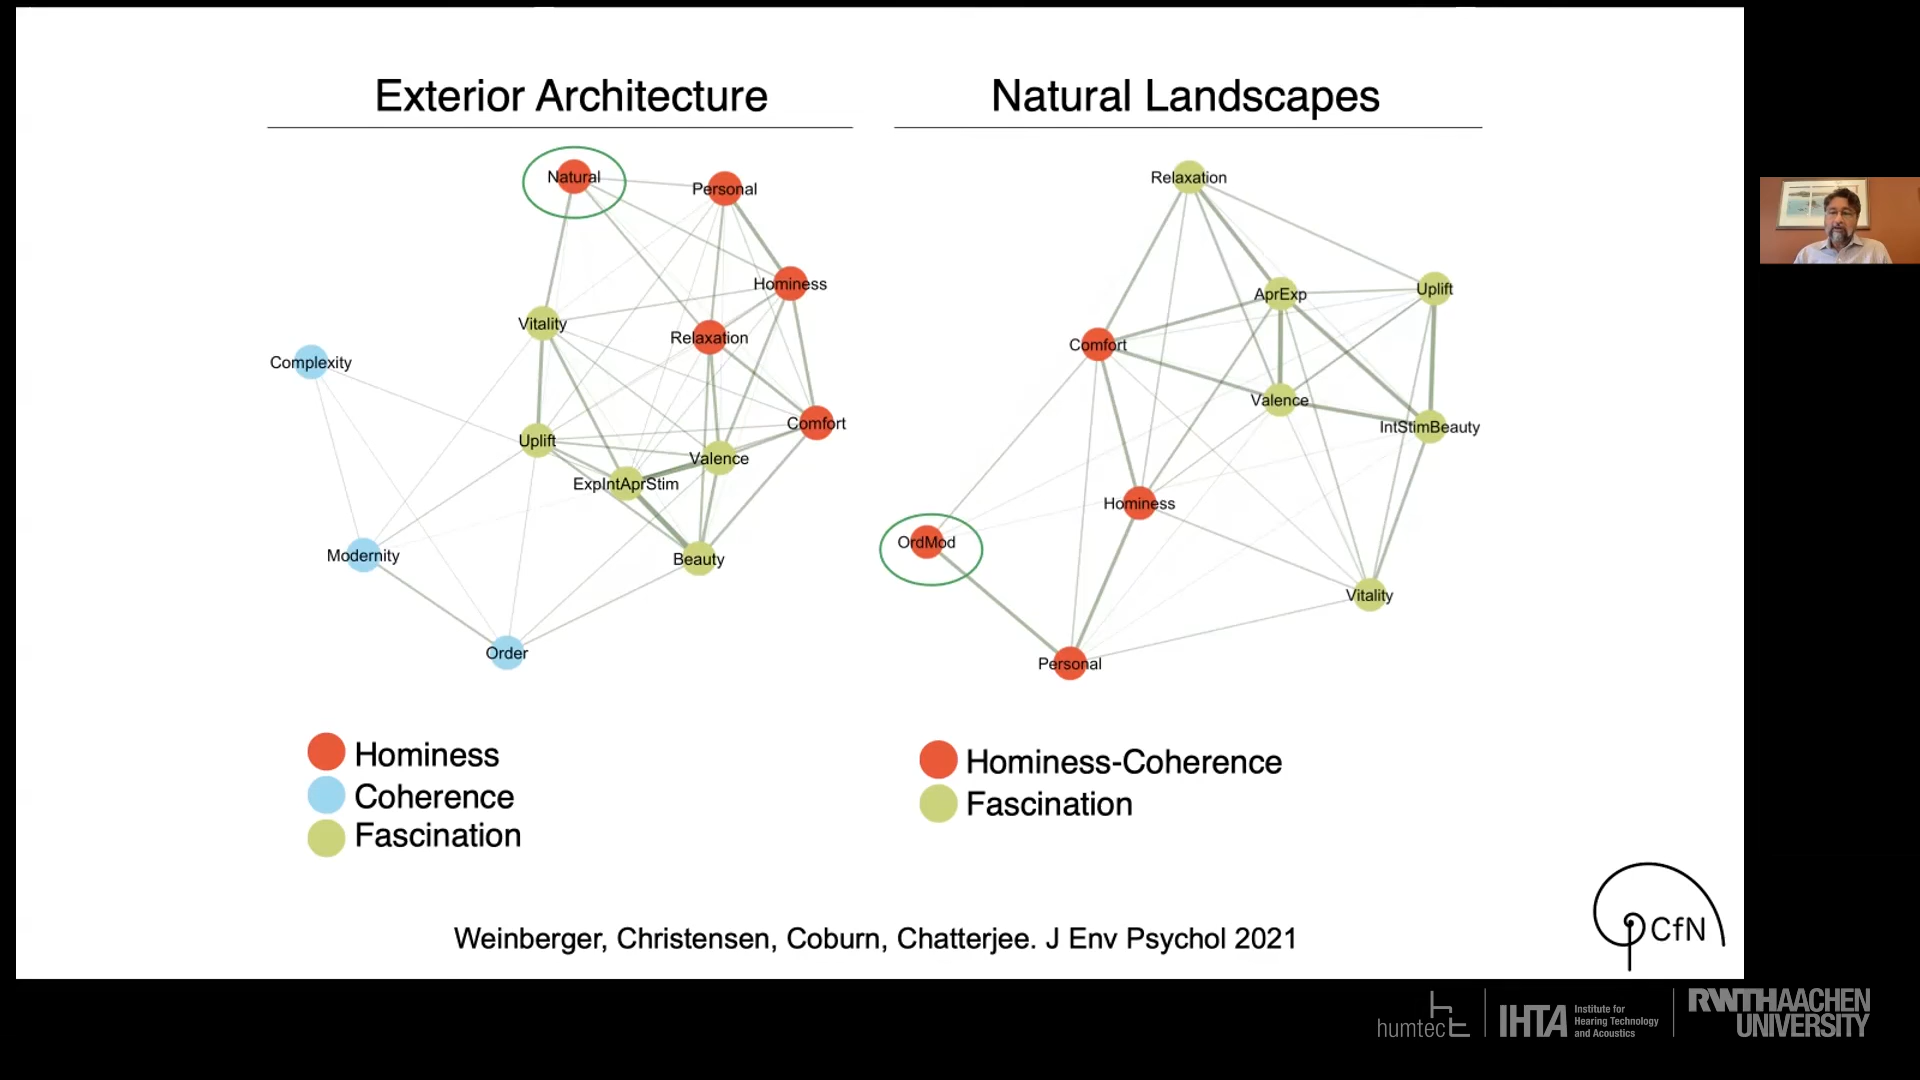 Exterior Architecture
Natural
Personal
Hominess
Vitality
Relaxation
Complexity
Comfort
Uplift
Valence
ExpIntAprStim
Modernity
Beauty
Order
Hominess
Coherence
Fascination
Natural Landscapes
Relaxation
AprExp
Uplift
Comfort
Valence
IntStimBeauty
Hominess
OrdMod
Vitality
Personal
Hominess-Coherence
Fascination
Weinberger, Christensen, Coburn, Chatterjee. J Env Psychol 2021
CfN
humtec
IHTA
Institute for
Hearing Technology
and Acoustics
RWTHAACHEN
UNIVERSITY